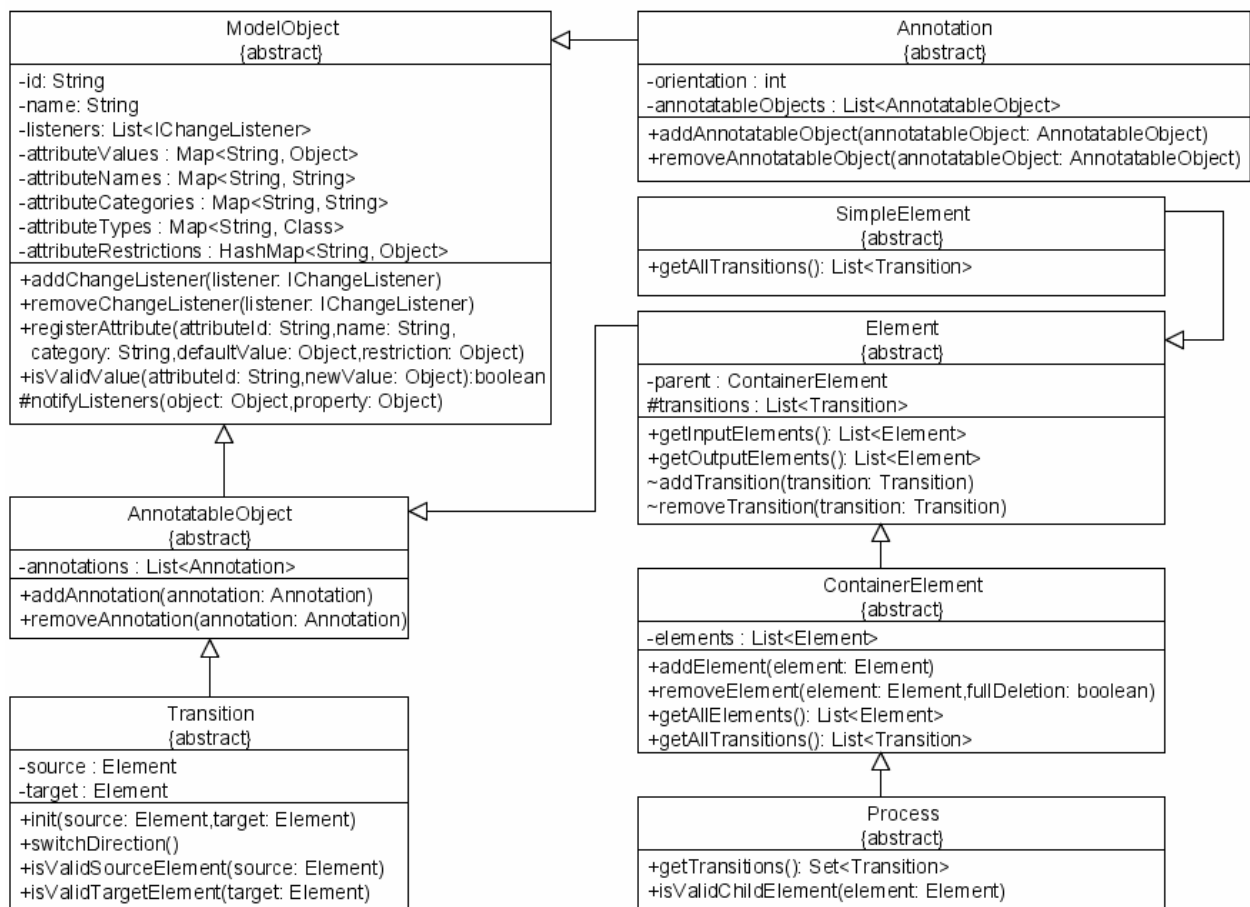 ModelObject
{abstract}
-id: String
-name: String
-listeners: List<IChangeListener>
-attributeValues : Map<String, Object>
-attributeNames : Map<String, String>
-attributeCategories : Map<String, String>
-attributeTypes : Map<String, Class>
-attributeRestrictions : HashMap<String, Object>
+addChangeListener(listener: IChangeListener)
+removeChangeListener(listener: IChangeListener)
+registerAttribute(attributeId: String,name: String,
category: String,defaultValue: Object,restriction: Object)
+isValidValue(attributeId: String,newValue: Object):boolean
#notifyListeners(object: Object,property: Object)
AnnotatableObject
{abstract}
-annotations : List<Annotation>
+addAnnotation(annotation: Annotation)
+removeAnnotation(annotation: Annotation)
Transition
{abstract}
-source : Element
-target : Element
+init(source: Element,target: Element)
+switchDirection()
+isValidSourceElement(source: Element)
+isValidTargetElement(target: Element)
Annotation
{abstract}
-orientation : int
-annotatableObjects : List<AnnotatableObject>
+addAnnotatableObject(annotatableObject: AnnotatableObject)
+removeAnnotatableObject(annotatableObject: AnnotatableObject)
SimpleElement
{abstract}
+getAllTransitions(): List<Transition>
Element
{abstract}
-parent : ContainerElement
#transitions : List<Transition>
+getInputElements(): List<Element>
+getOutputElements(): List<Element>
~addTransition(transition: Transition)
~removeTransition(transition: Transition)
ContainerElement
{abstract}
-elements : List<Element>
+addElement(element: Element)
+removeElement(element: Element,fullDeletion: boolean)
+getAllElements(): List<Element>
+getAllTransitions(): List<Transition>
Process
{abstract}
+getTransitions(): Set<Transition>
+isValidChildElement(element: Element)